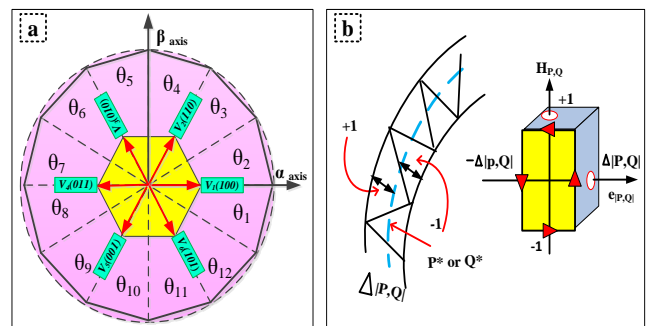 a
β axis
α axis
θ5
θ4
θ6
θ3
θ7
θ2
θ8
θ1
θ9
θ12
θ10
θ11
V3(010)
V2(110)
V4(011)
V1(100)
V5(001)
V6(101)
b
+1
-1
P* or Q*
Δ|P,Q|
HP,Q
+1
-Δ|P,Q|
Δ|P,Q|
e|P,Q|
-1